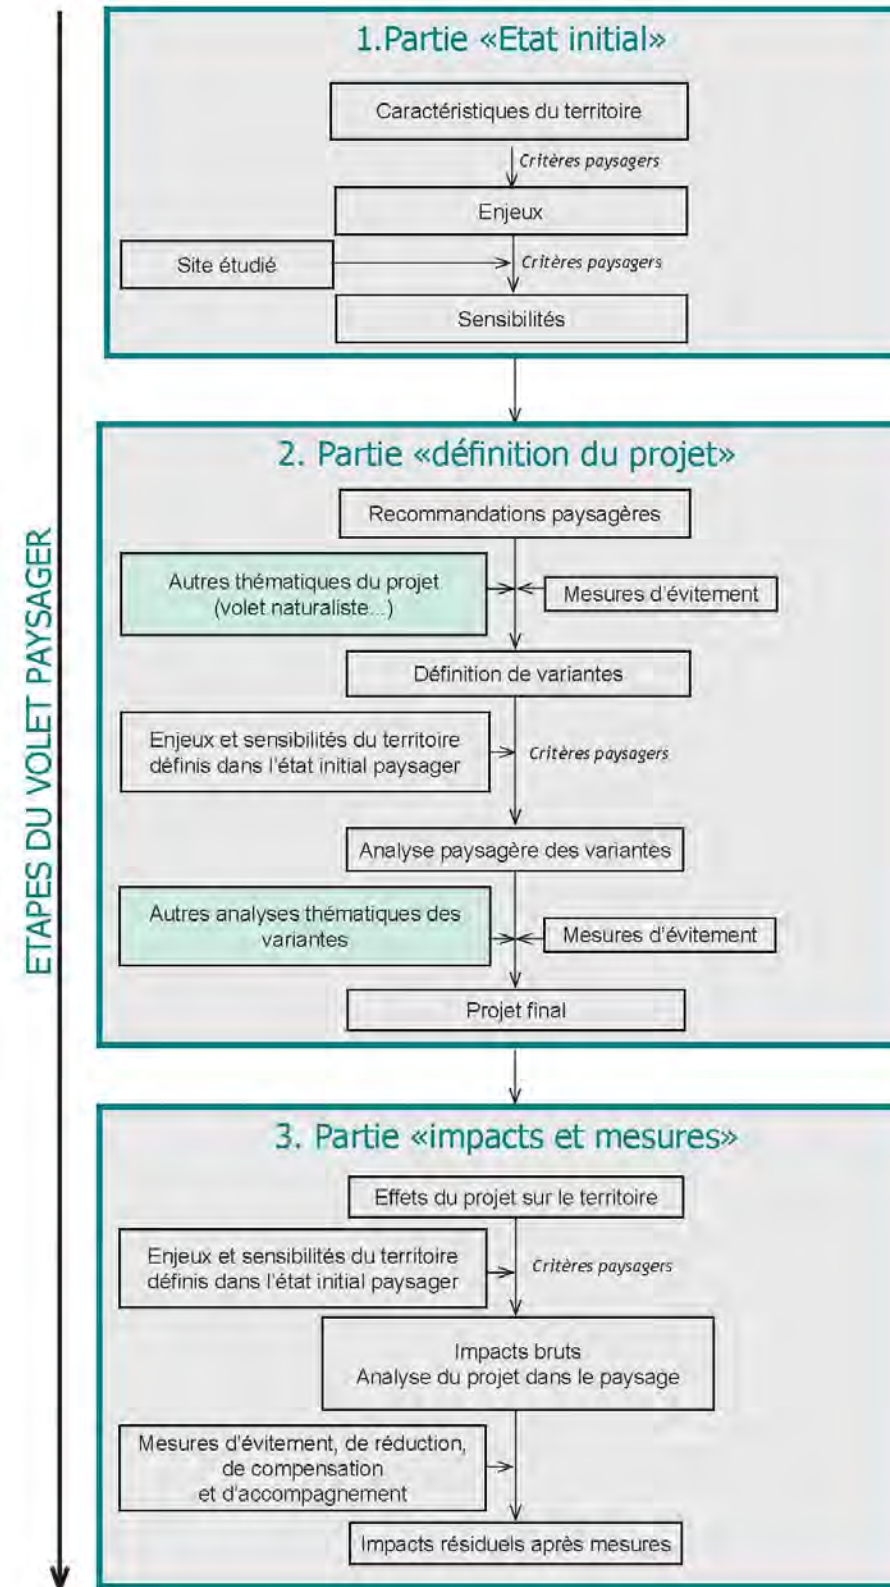 ETAPES DU VOLET PAYSAGER
1.Partie «Etat initial»
Caractéristiques du territoire
Critères paysagers
Enjeux
Site étudié
Critères paysagers
Sensibilités
2. Partie «définition du projet»
Recommandations paysagères
Autres thématiques du projet
(volet naturaliste...)
Mesures d'évitement
Définition de variantes
Enjeux et sensibilités du territoire
définis dans l'état initial paysager
Critères paysagers
Analyse paysagère des variantes
Autres analyses thématiques des
variantes
Mesures d'évitement
Projet final
3. Partie «impacts et mesures»
Effets du projet sur le territoire
Enjeux et sensibilités du territoire
définis dans l'état initial paysager
Critères paysagers
Impacts bruts
Analyse du projet dans le paysage
Mesures d'évitement, de réduction,
de compensation
et d'accompagnement
Impacts résiduels après mesures